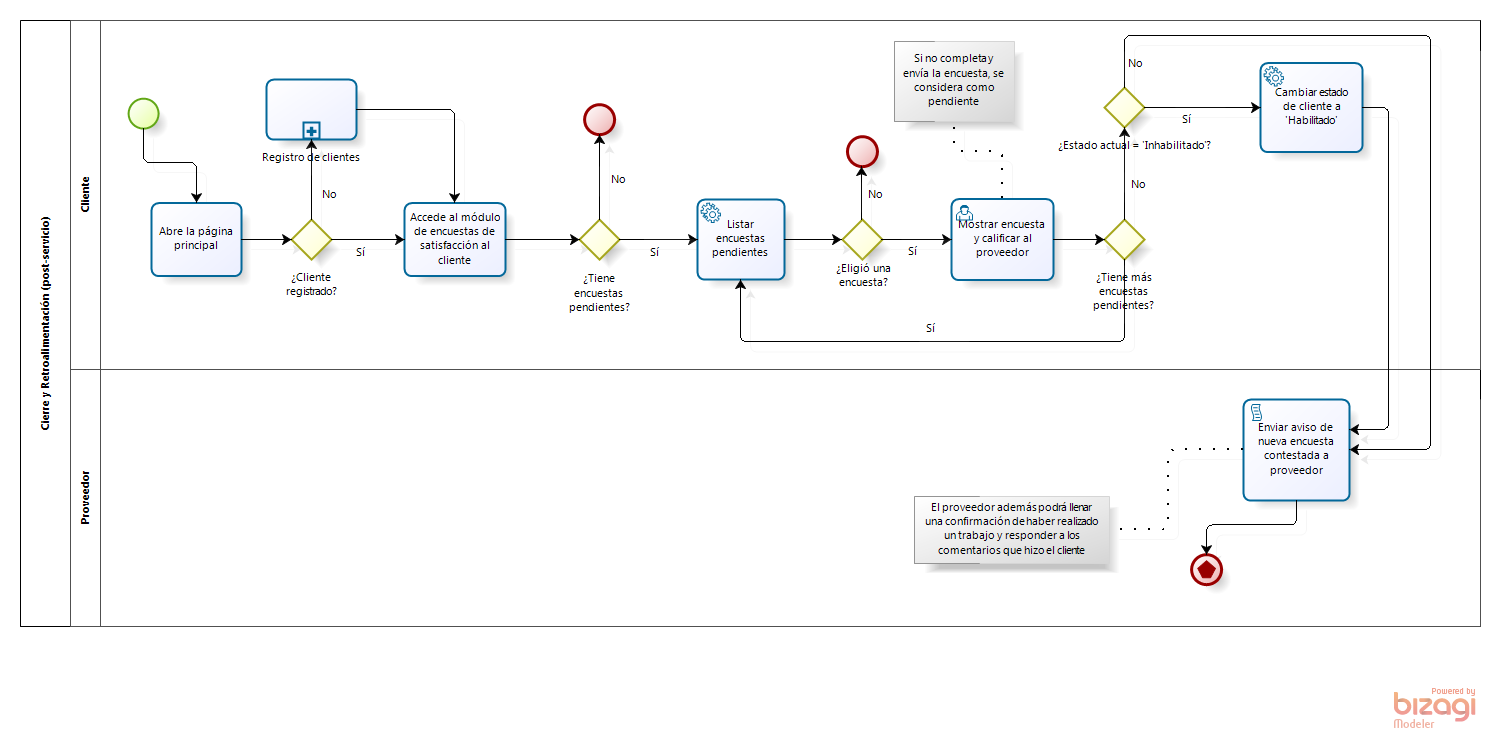 Cierre y Retroalimentación (post-servicio)
Cliente
Abre la página
principal
Registro de clientes
No
¿Cliente
registrado?
Sí
Accede al módulo
de encuestas de
satisfacción al
cliente
No
¿Tiene
encuestas
pendientes?
Sí
Listar
encuestas
pendientes
No
¿Eligió una
encuesta?
Sí
Si no completa y
envía la encuesta, se
considera como
pendiente
Mostrar encuesta
y calificar al
proveedor
¿Tiene más
encuestas
pendientes?
Sí
No
¿Estado actual = 'Inhabilitado'?
No
Sí
Cambiar estado
de cliente a
'Habilitado'
Proveedor
Enviar aviso de
nueva encuesta
contestada a
proveedor
El proveedor además podrá llenar
una confirmación de haber realizado
un trabajo y responder a los
comentarios que hizo el cliente
Powered by
bizagi
Modeler